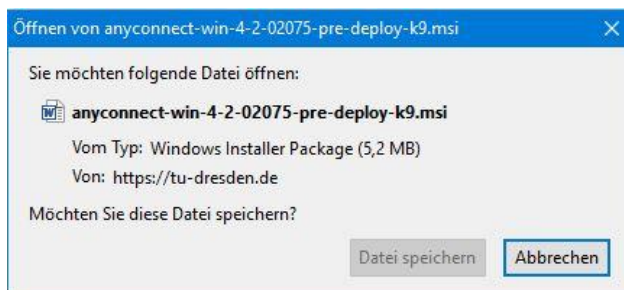 Öffnen von anyconnect-win-4-2-02075-pre-deploy-k9.msi
Sie möchten folgende Datei öffnen:
anyconnect-win-4-2-02075-pre-deploy-k9.msi
Vom Typ: Windows Installer Package (5,2 MB)
Von: https://tu-dresden.de
Möchten Sie diese Datei speichern?
Datei speichern Abbrechen